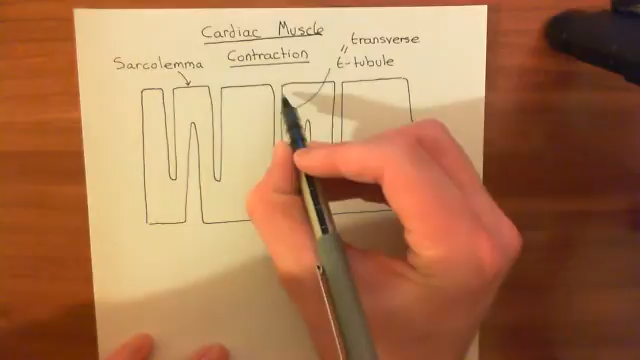 Cardiac Muscle
Contraction
Sarcolemma
"transverse
t-tubule